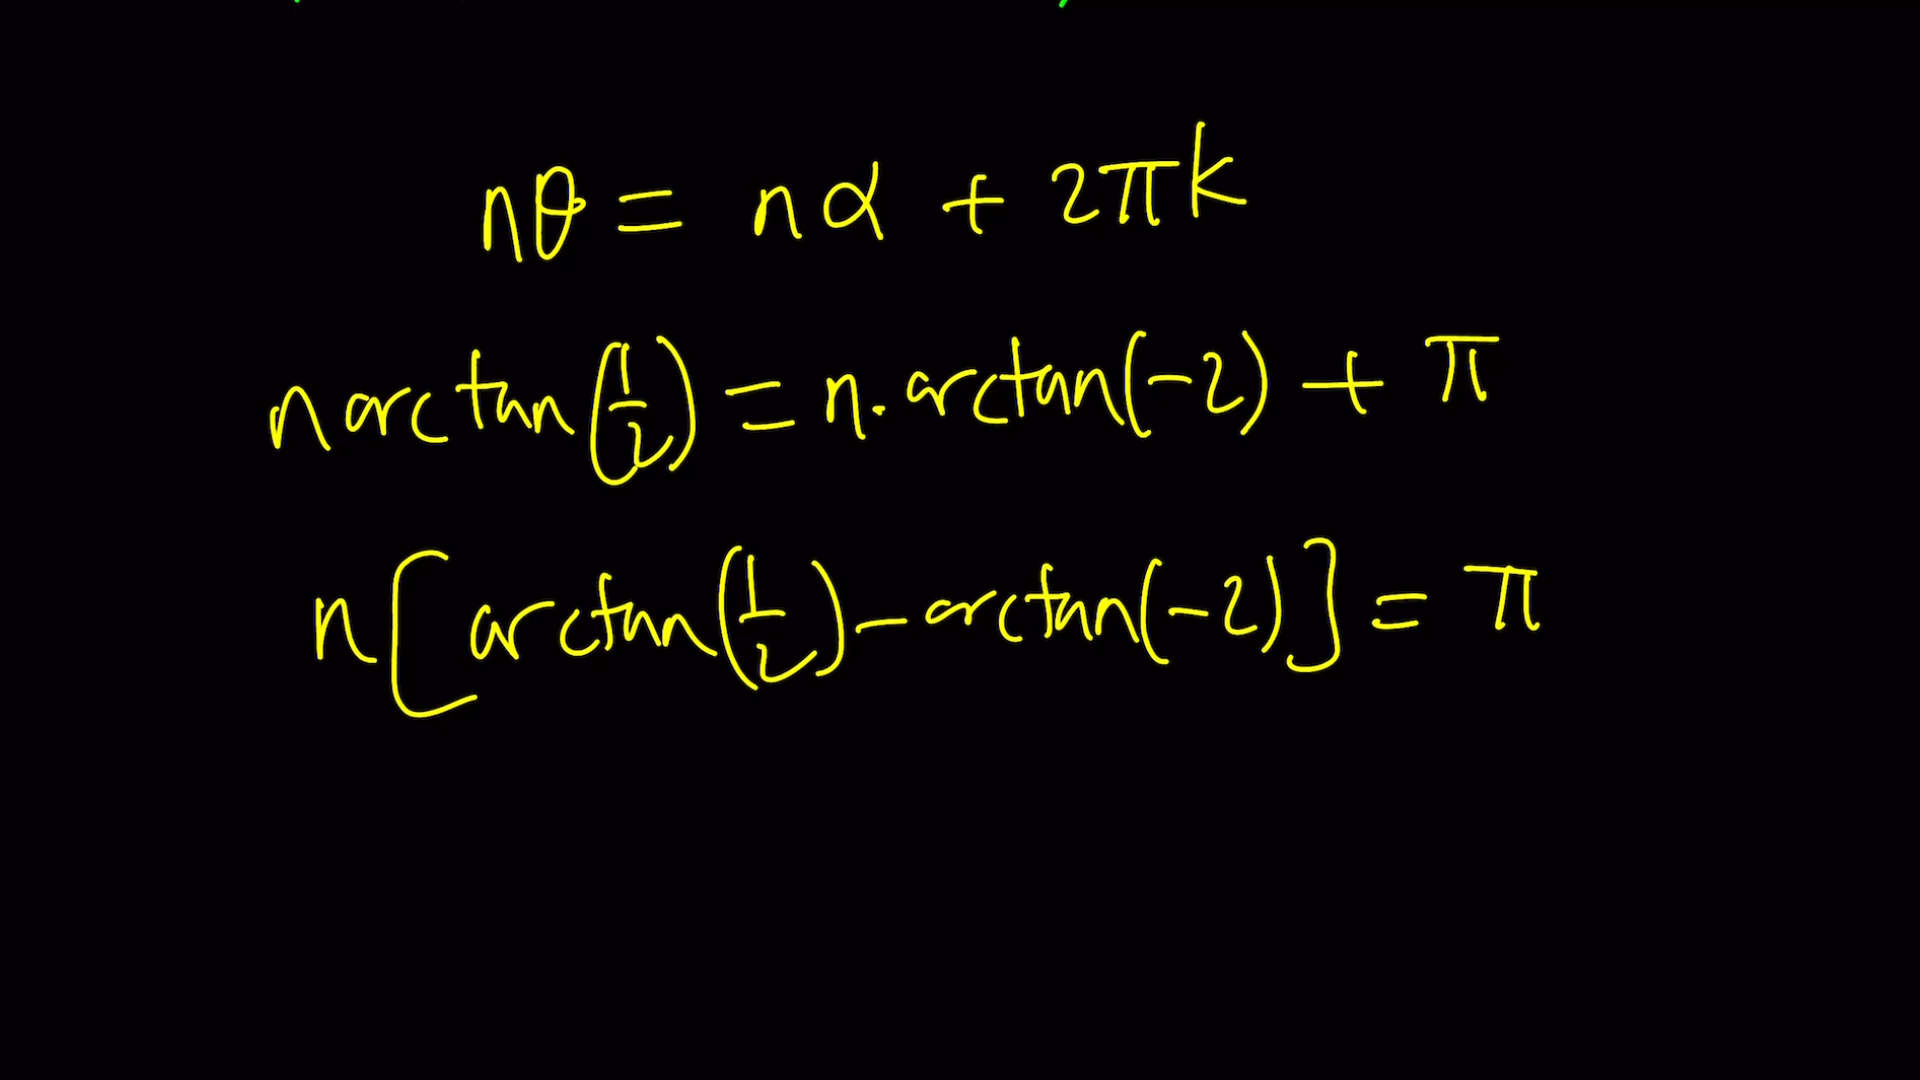 nθ = nα + 2πk
n arctan(1/2) = n. arctan(-2) + π
n[arctan(1/2) - arctan(-2)] = π